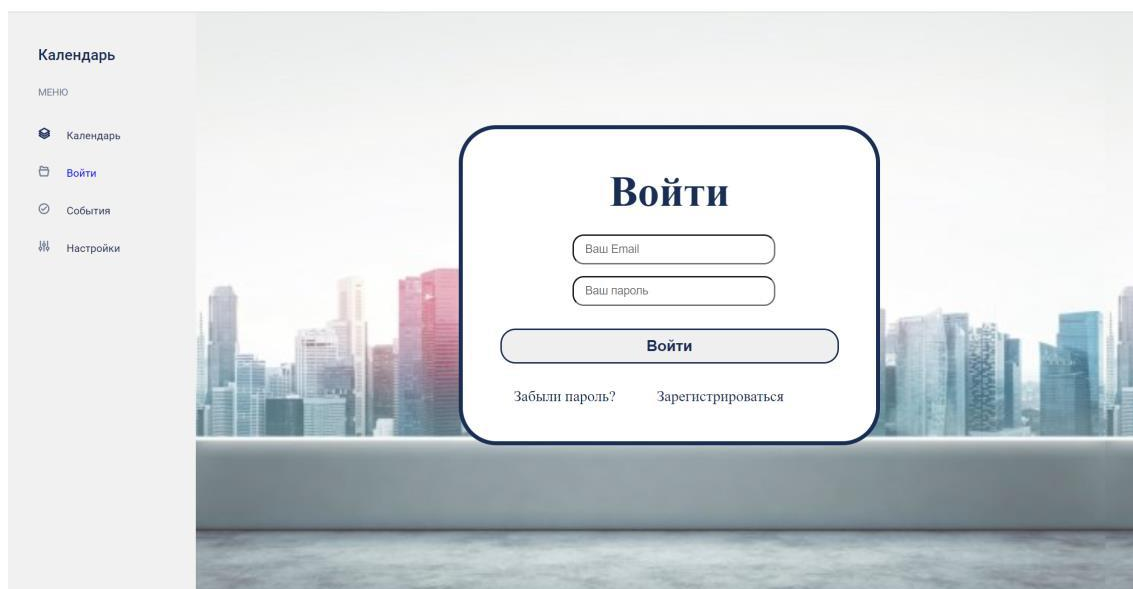 Календарь
МЕНЮ
Календарь
Войти
События
Настройки
Войти
Ваш Email
Ваш пароль
Войти
Забыли пароль? Зарегистрироваться